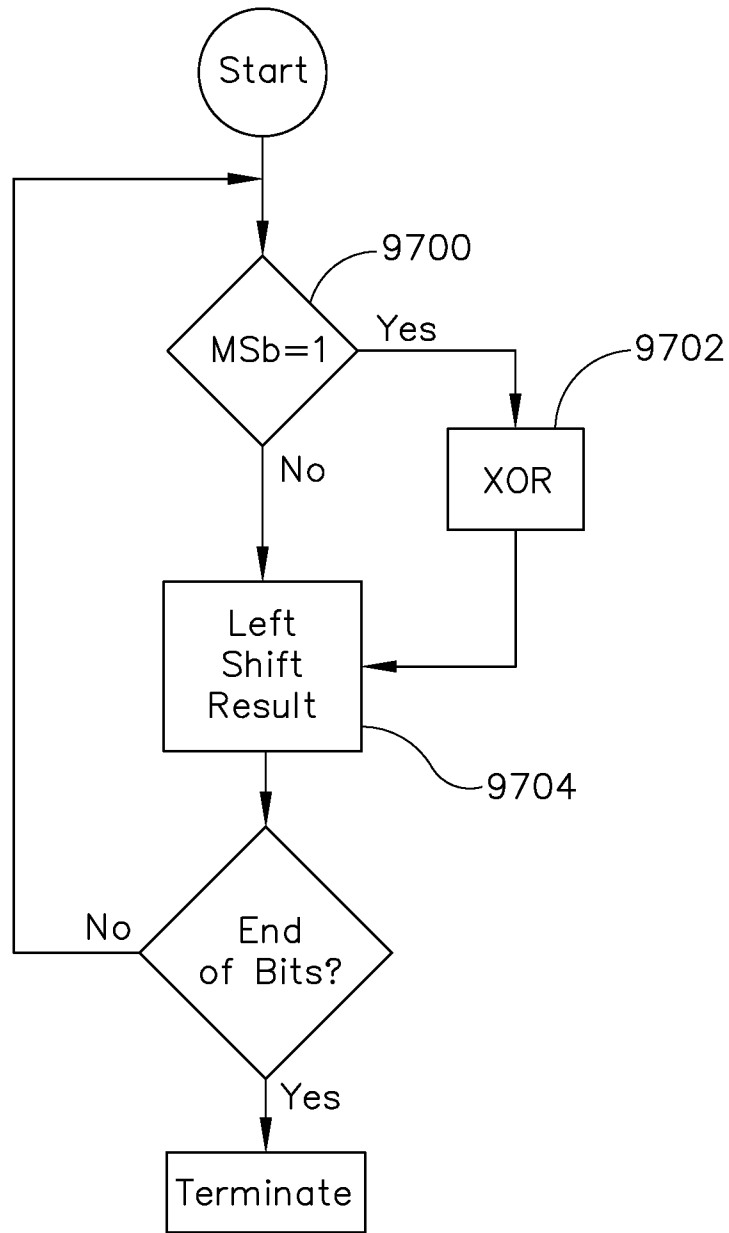 Start
9700
MSb=1
Yes
9702
No
XOR
Left
Shift
Result
9704
No
End
of Bits?
Yes
Terminate